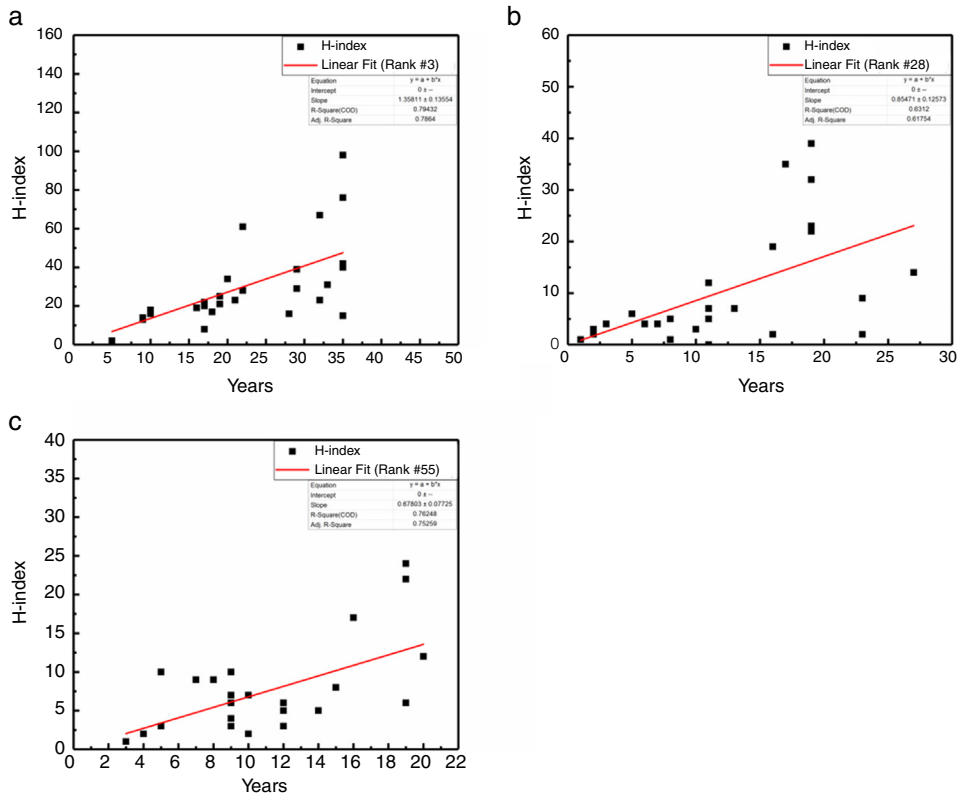 a
160
140
120
100
80
60
40
20
0
H-index
0 5 10 15 20 25 30 35 40 45 50
Years
H-index
Linear Fit (Rank #3)
Equation y = a + b*x
Intercept 0 ± --
Slope 1.35811 ± 0.13554
R-Square(COD) 0.79432
Adj. R-Square 0.7864
b
60
50
40
30
20
10
0
H-index
0 5 10 15 20 25 30
Years
H-index
Linear Fit (Rank #28)
Equation y = a + b*x
Intercept 0 ± --
Slope 0.85471 ± 0.12573
R-Square(COD) 0.6312
Adj. R-Square 0.61754
c
40
35
30
25
20
15
10
5
0
H-index
0 2 4 6 8 10 12 14 16 18 20 22
Years
H-index
Linear Fit (Rank #55)
Equation y = a + b*x
Intercept 0 ± --
Slope 0.67803 ± 0.07725
R-Square(COD) 0.76248
Adj. R-Square 0.75259